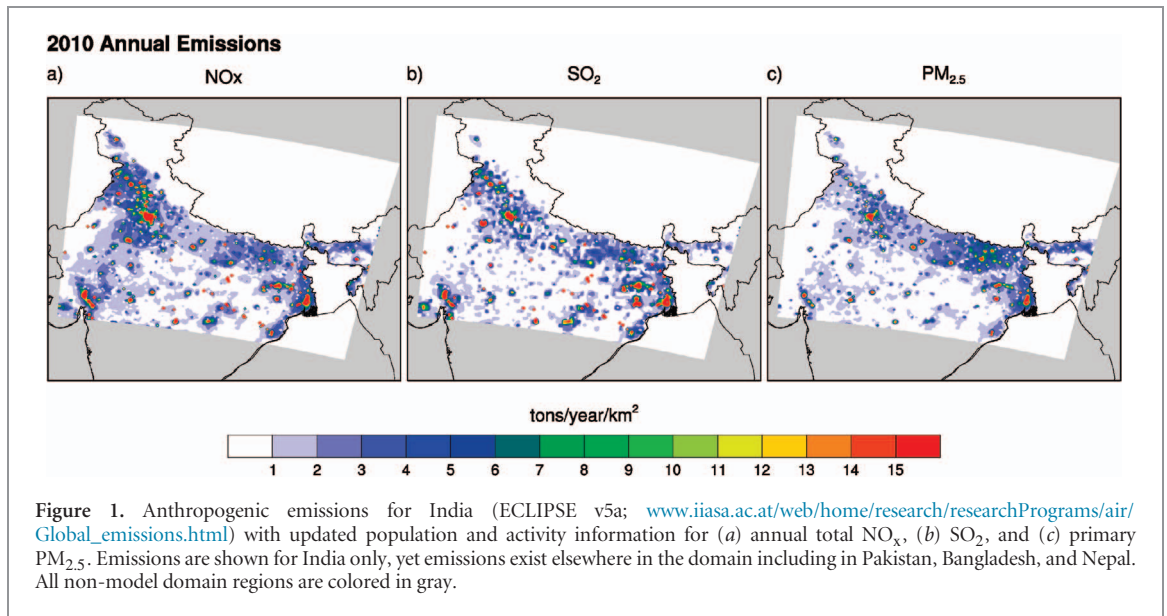 2010 Annual Emissions
a) NOx b) SO₂ c) PM₂.₅
tons/year/km²
1 2 3 4 5 6 7 8 9 10 11 12 13 14 15
Figure 1. Anthropogenic emissions for India (ECLIPSE v5a; www.iiasa.ac.at/web/home/research/researchPrograms/air/
Global_emissions.html) with updated population and activity information for (a) annual total NOₓ, (b) SO₂, and (c) primary
PM₂.₅. Emissions are shown for India only, yet emissions exist elsewhere in the domain including in Pakistan, Bangladesh, and Nepal.
All non-model domain regions are colored in gray.